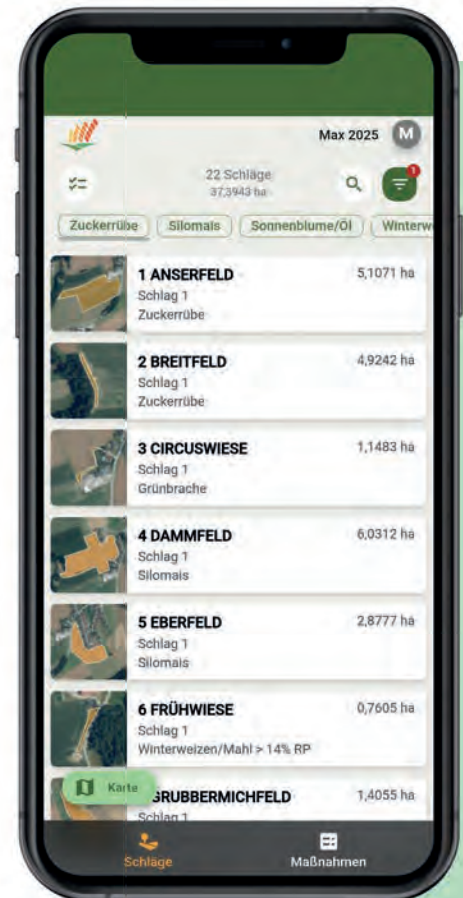 Max 2025 M
22 Schläge
37,3943 ha
1
Zuckerrübe Silomais Sonnenblume/Öl Winterw
1 ANSERFELD 5,1071 ha
Schlag 1
Zuckerrübe
2 BREITFELD 4,9242 ha
Schlag 1
Zuckerrübe
3 CIRCUSWIESE 1,1483 ha
Schlag 1
Grünbrache
4 DAMMFELD 6,0312 ha
Schlag 1
Silomais
5 EBERFELD 2,8777 ha
Schlag 1
Silomais
6 FRÜHWIESE 0,7605 ha
Schlag 1
Winterweizen/Mahl > 14% RP
GRUBBERMICHFELD 1,4055 ha
Karte
Schlag 1
Schläge Maßnahmen